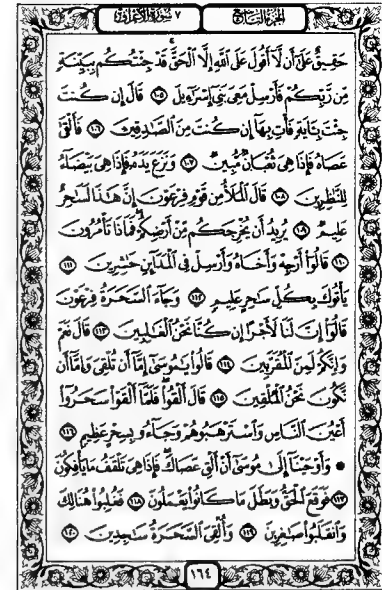 الجزء التاسع ٧ سورة الأعراف
حَقِيقٌ عَلَىٰٓ أَن لَّآ أَقُولَ عَلَى ٱللَّهِ إِلَّا ٱلْحَقَّ قَدْ جِئْتُكُم بِبَيِّنَةٍ
مِّن رَّبِّكُمْ فَأَرْسِلْ مَعِىَ بَنِىٓ إِسْرَٰٓءِيلَ ١٠٥ قَالَ إِن كُنتَ
جِئْتَ بِـَٔايَةٍ فَأْتِ بِهَآ إِن كُنتَ مِنَ ٱلصَّٰدِقِينَ ١٠٦ فَأَلْقَىٰ
عَصَاهُ فَإِذَا هِىَ ثُعْبَانٌ مُّبِينٌ ١٠٧ وَنَزَعَ يَدَهُۥ فَإِذَا هِىَ بَيْضَآءُ
لِلنَّٰظِرِينَ ١٠٨ قَالَ ٱلْمَلَأُ مِن قَوْمِ فِرْعَوْنَ إِنَّ هَٰذَا لَسَٰحِرٌ
عَلِيمٌ ١٠٩ يُرِيدُ أَن يُخْرِجَكُم مِّنْ أَرْضِكُمْ فَمَاذَا تَأْمُرُونَ
١١٠ قَالُوٓا۟ أَرْجِهْ وَأَخَاهُ وَأَرْسِلْ فِى ٱلْمَدَآئِنِ حَٰشِرِينَ ١١١
يَأْتُوكَ بِكُلِّ سَٰحِرٍ عَلِيمٍ ١١٢ وَجَآءَ ٱلسَّحَرَةُ فِرْعَوْنَ
قَالُوٓا۟ إِنَّ لَنَا لَأَجْرًا إِن كُنَّا نَحْنُ ٱلْغَٰلِبِينَ ١١٣ قَالَ نَعَمْ
وَإِنَّكُمْ لَمِنَ ٱلْمُقَرَّبِينَ ١١٤ قَالُوا۟ يَٰمُوسَىٰٓ إِمَّآ أَن تُلْقِىَ وَإِمَّآ أَن
نَّكُونَ نَحْنُ ٱلْمُلْقِينَ ١١٥ قَالَ أَلْقُوا۟ فَلَمَّآ أَلْقَوْا۟ سَحَرُوٓا۟
أَعْيُنَ ٱلنَّاسِ وَٱسْتَرْهَبُوهُمْ وَجَآءُو بِسِحْرٍ عَظِيمٍ ١١٦
وَأَوْحَيْنَآ إِلَىٰ مُوسَىٰٓ أَنْ أَلْقِ عَصَاكَ فَإِذَا هِىَ تَلْقَفُ مَا يَأْفِكُونَ
١١٧ فَوَقَعَ ٱلْحَقُّ وَبَطَلَ مَا كَانُوا۟ يَعْمَلُونَ ١١٨ فَغُلِبُوا۟ هُنَالِكَ
وَٱنقَلَبُوا۟ صَٰغِرِينَ ١١٩ وَأُلْقِىَ ٱلسَّحَرَةُ سَٰجِدِينَ ١٢٠
١٦٤